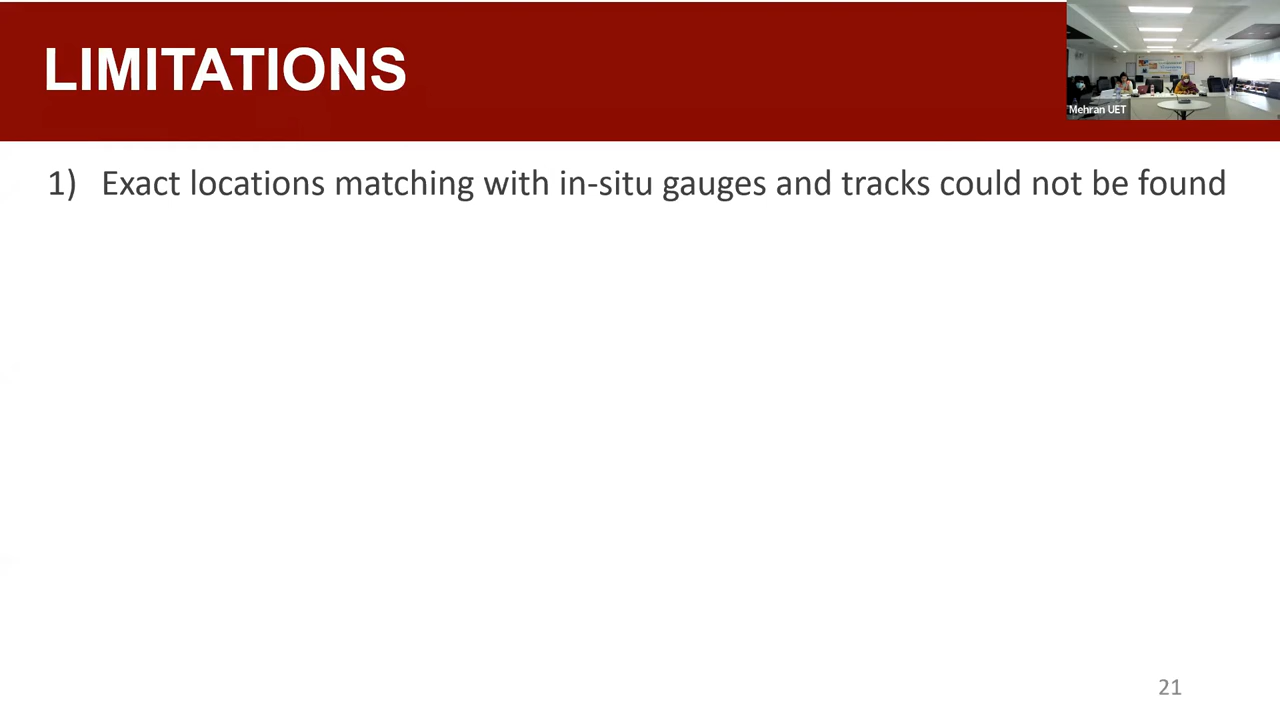 LIMITATIONS
Mehran UET
1) Exact locations matching with in-situ gauges and tracks could not be found
21